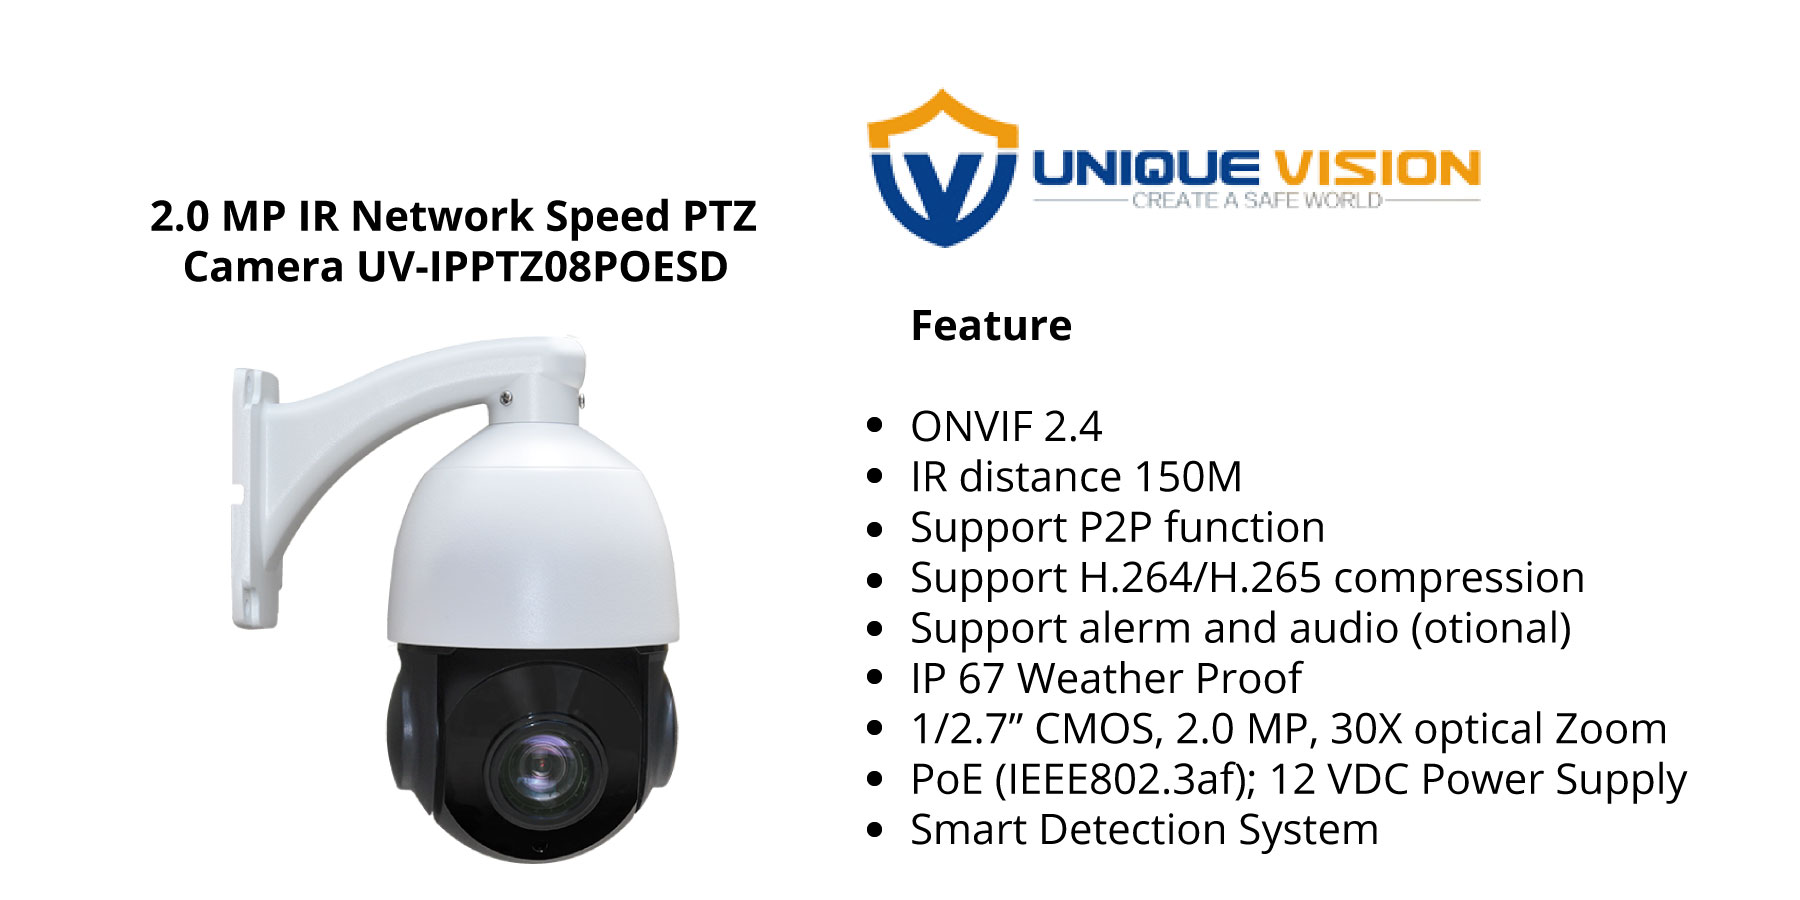 2.0 MP IR Network Speed PTZ
Camera UV-IPPTZ08POESD
UNIQUE VISION
CREATE A SAFE WORLD
Feature
• ONVIF 2.4
• IR distance 150M
• Support P2P function
• Support H.264/H.265 compression
• Support alerm and audio (otional)
• IP 67 Weather Proof
• 1/2.7” CMOS, 2.0 MP, 30X optical Zoom
• PoE (IEEE802.3af); 12 VDC Power Supply
• Smart Detection System